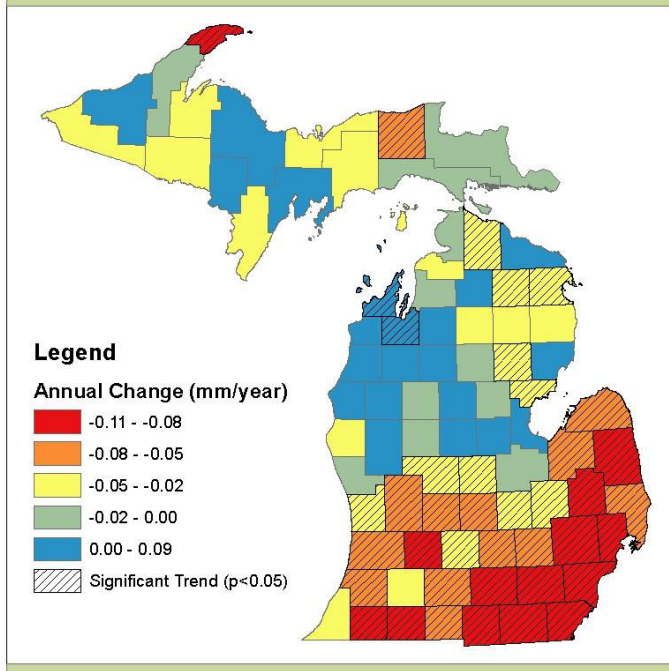 Legend
Annual Change (mm/year)
-0.11 - -0.08
-0.08 - -0.05
-0.05 - -0.02
-0.02 - 0.00
0.00 - 0.09
Significant Trend (p<0.05)